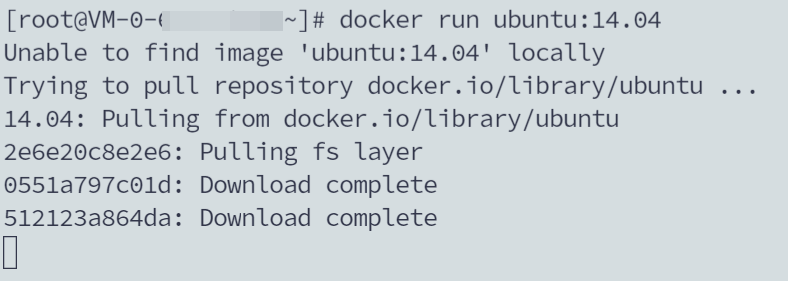 [root@VM-0-6 ~]# docker run ubuntu:14.04
Unable to find image 'ubuntu:14.04' locally
Trying to pull repository docker.io/library/ubuntu ...
14.04: Pulling from docker.io/library/ubuntu
2e6e20c8e2e6: Pulling fs layer
0551a797c01d: Download complete
512123a864da: Download complete